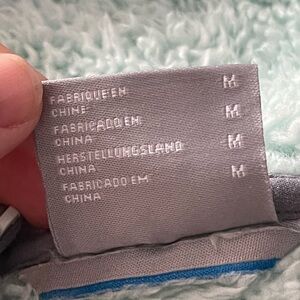 FABRIQUE EN M
CHINE
FABRICADO EN M
CHINA
HERSTELLUNGSLAND M
CHINA
FABRICADO EM M
CHINA